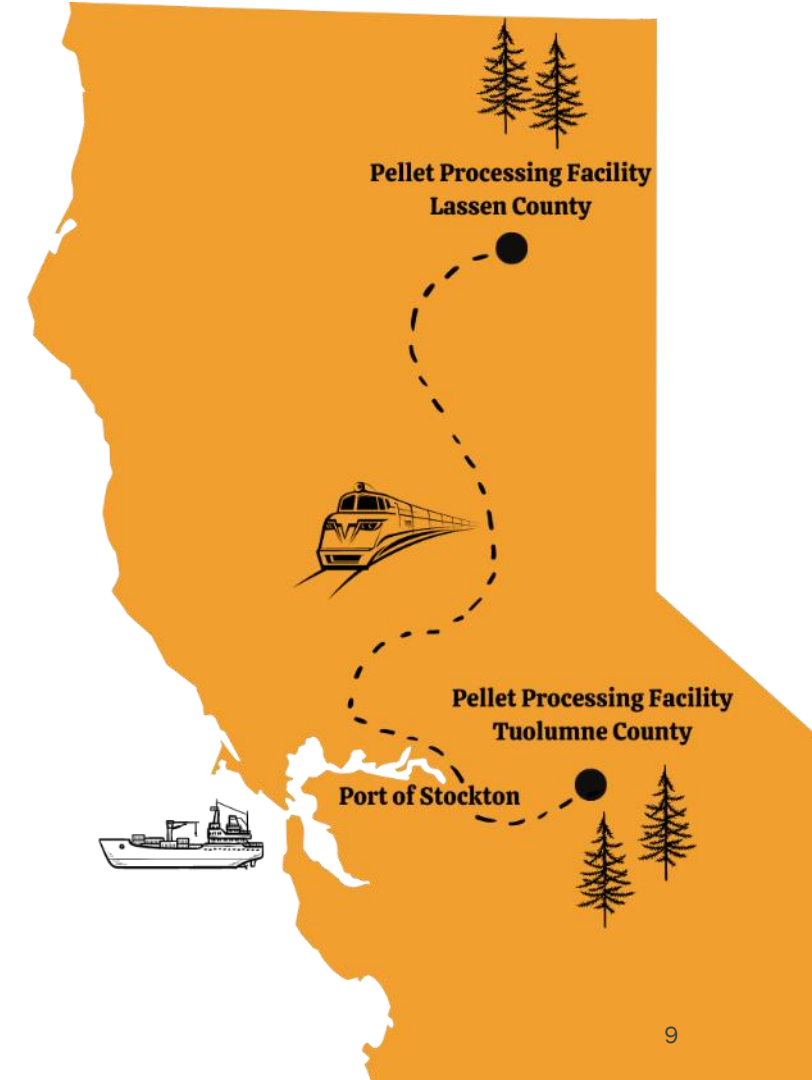 Pellet Processing Facility
Lassen County
Pellet Processing Facility
Tuolumne County
Port of Stockton
9